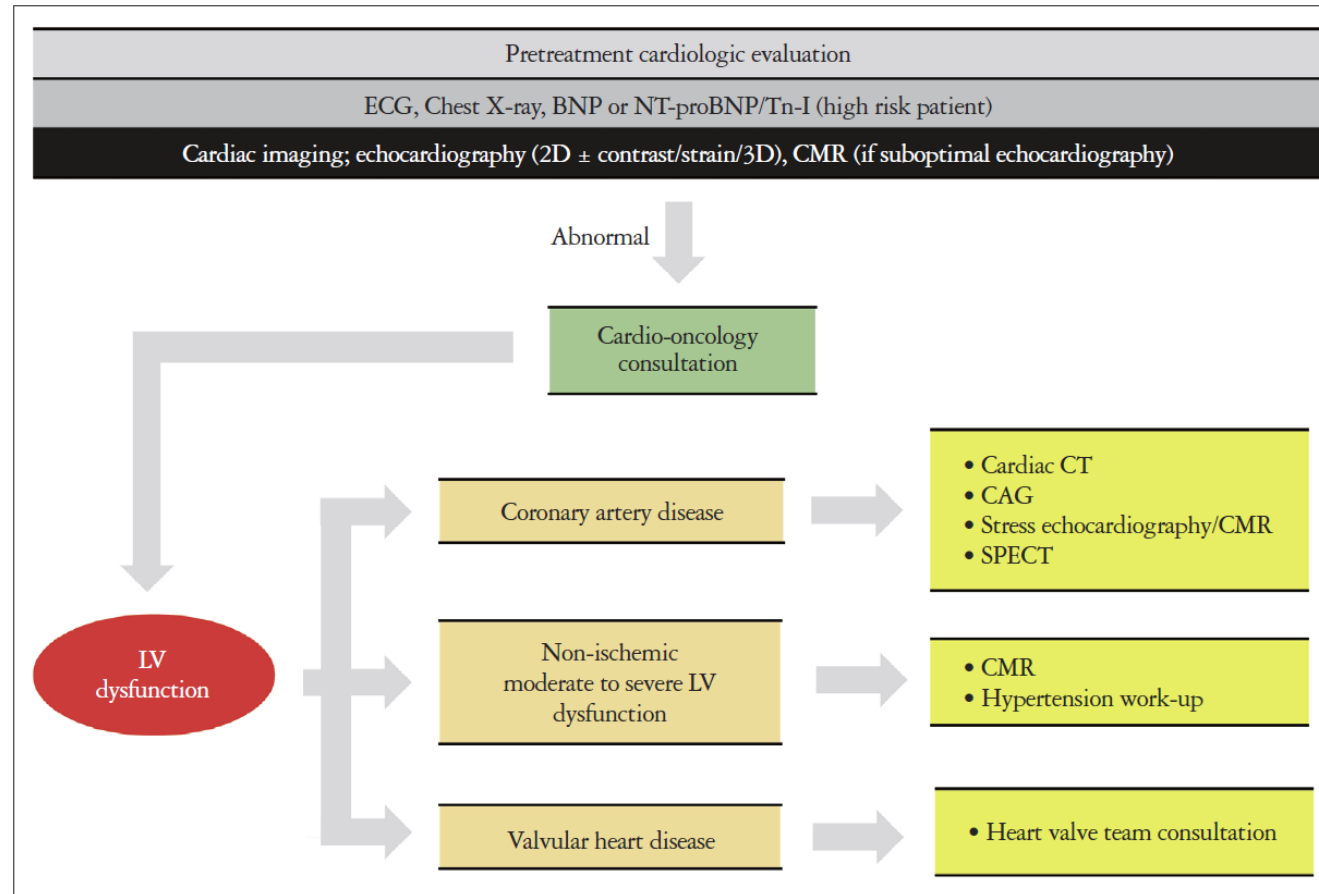 Pretreatment cardiologic evaluation
ECG, Chest X-ray, BNP or NT-proBNP/Tn-I (high risk patient)
Cardiac imaging; echocardiography (2D ± contrast/strain/3D), CMR (if suboptimal echocardiography)
Abnormal
Cardio-oncology
consultation
LV
dysfunction
Coronary artery disease
• Cardiac CT
• CAG
• Stress echocardiography/CMR
• SPECT
Non-ischemic
moderate to severe LV
dysfunction
• CMR
• Hypertension work-up
Valvular heart disease
• Heart valve team consultation